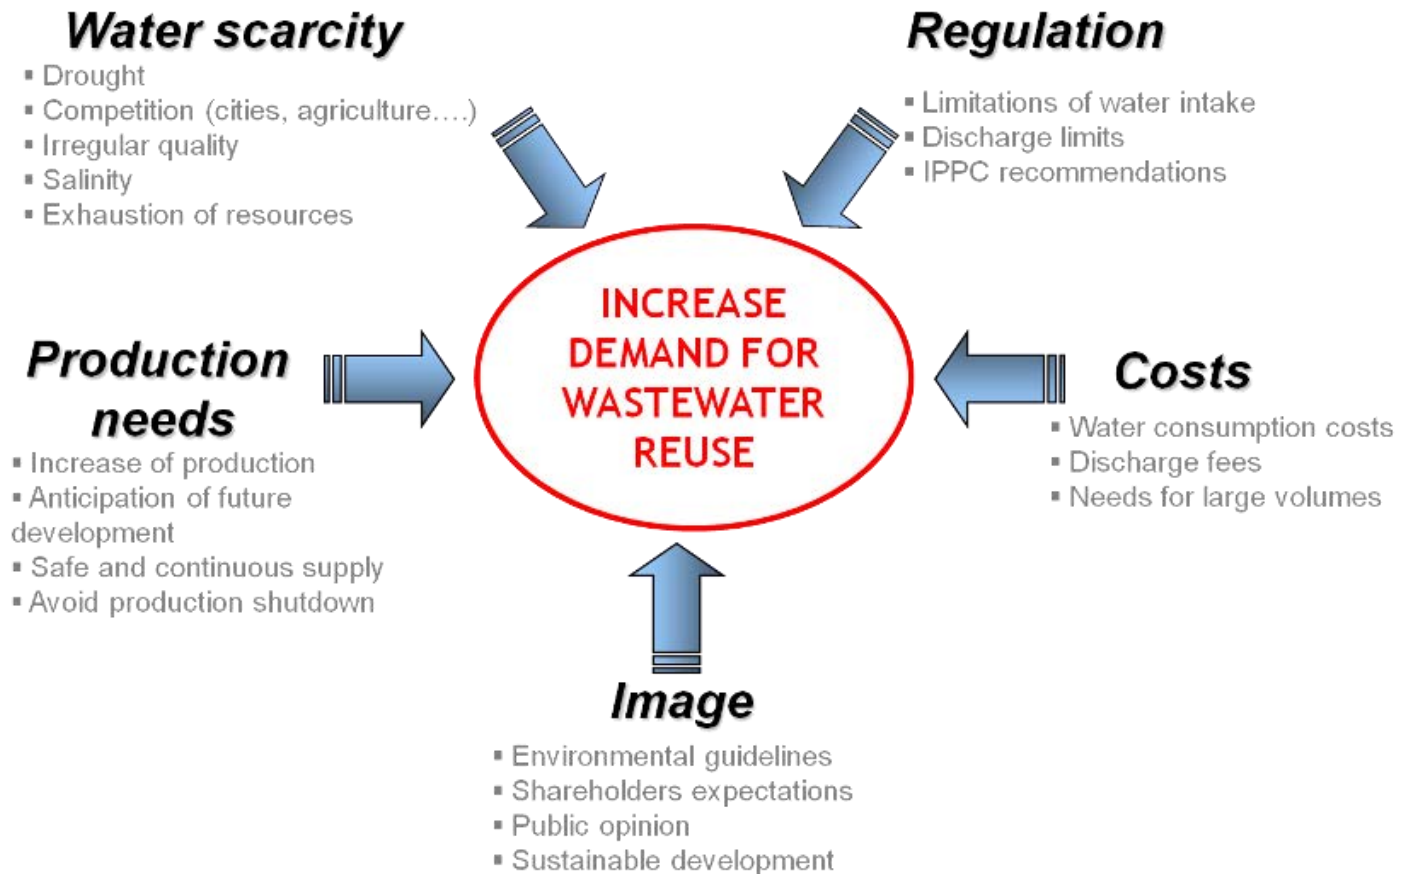 Water scarcity
▪ Drought
▪ Competition (cities, agriculture....)
▪ Irregular quality
▪ Salinity
▪ Exhaustion of resources
Regulation
▪ Limitations of water intake
▪ Discharge limits
▪ IPPC recommendations
INCREASE
DEMAND FOR
WASTEWATER
REUSE
Production
needs
▪ Increase of production
▪ Anticipation of future
development
▪ Safe and continuous supply
▪ Avoid production shutdown
Costs
▪ Water consumption costs
▪ Discharge fees
▪ Needs for large volumes
Image
▪ Environmental guidelines
▪ Shareholders expectations
▪ Public opinion
▪ Sustainable development